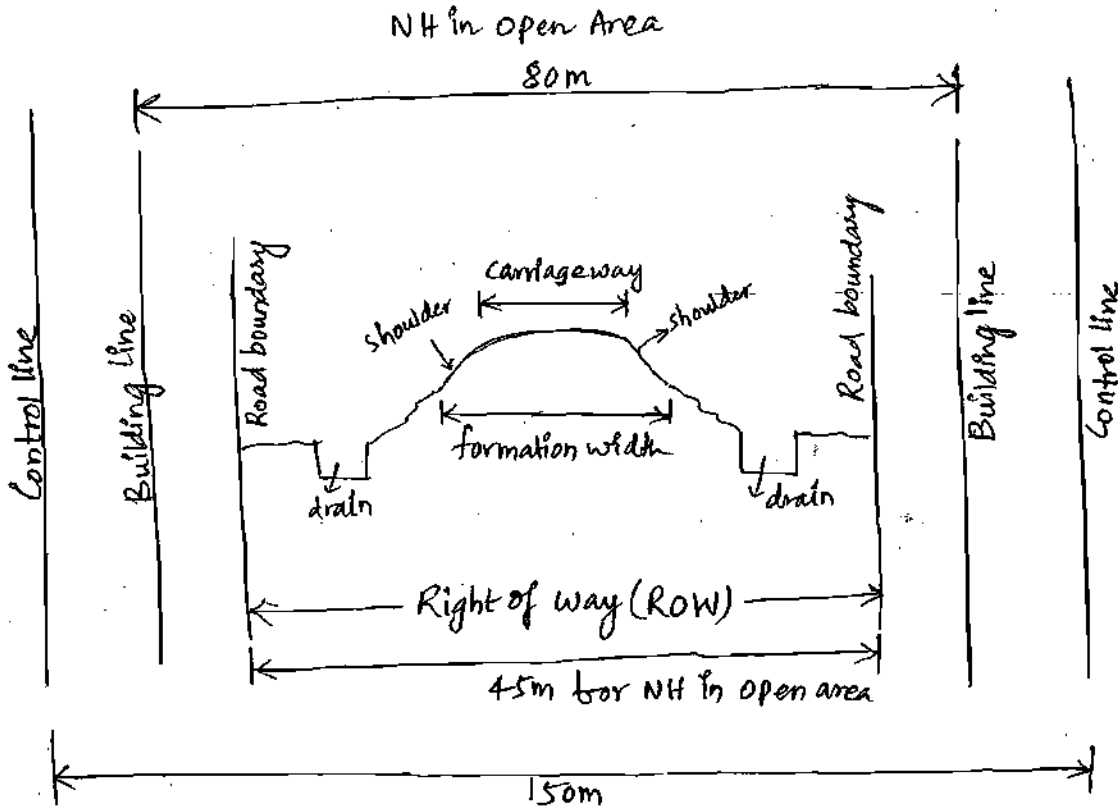 NH in Open Area
80m
Control line
Building line
Road boundary
shoulder
carriageway
shoulder
Road boundary
Building line
Control line
formation width
drain
drain
Right of way (ROW)
45m for NH in open area
150m